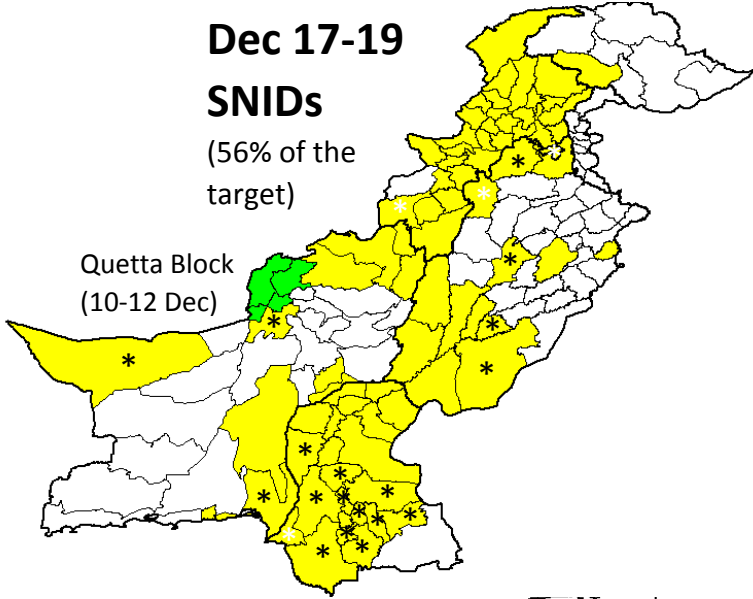 Dec 17-19
SNIDs
(56% of the
target)
Quetta Block
(10-12 Dec)